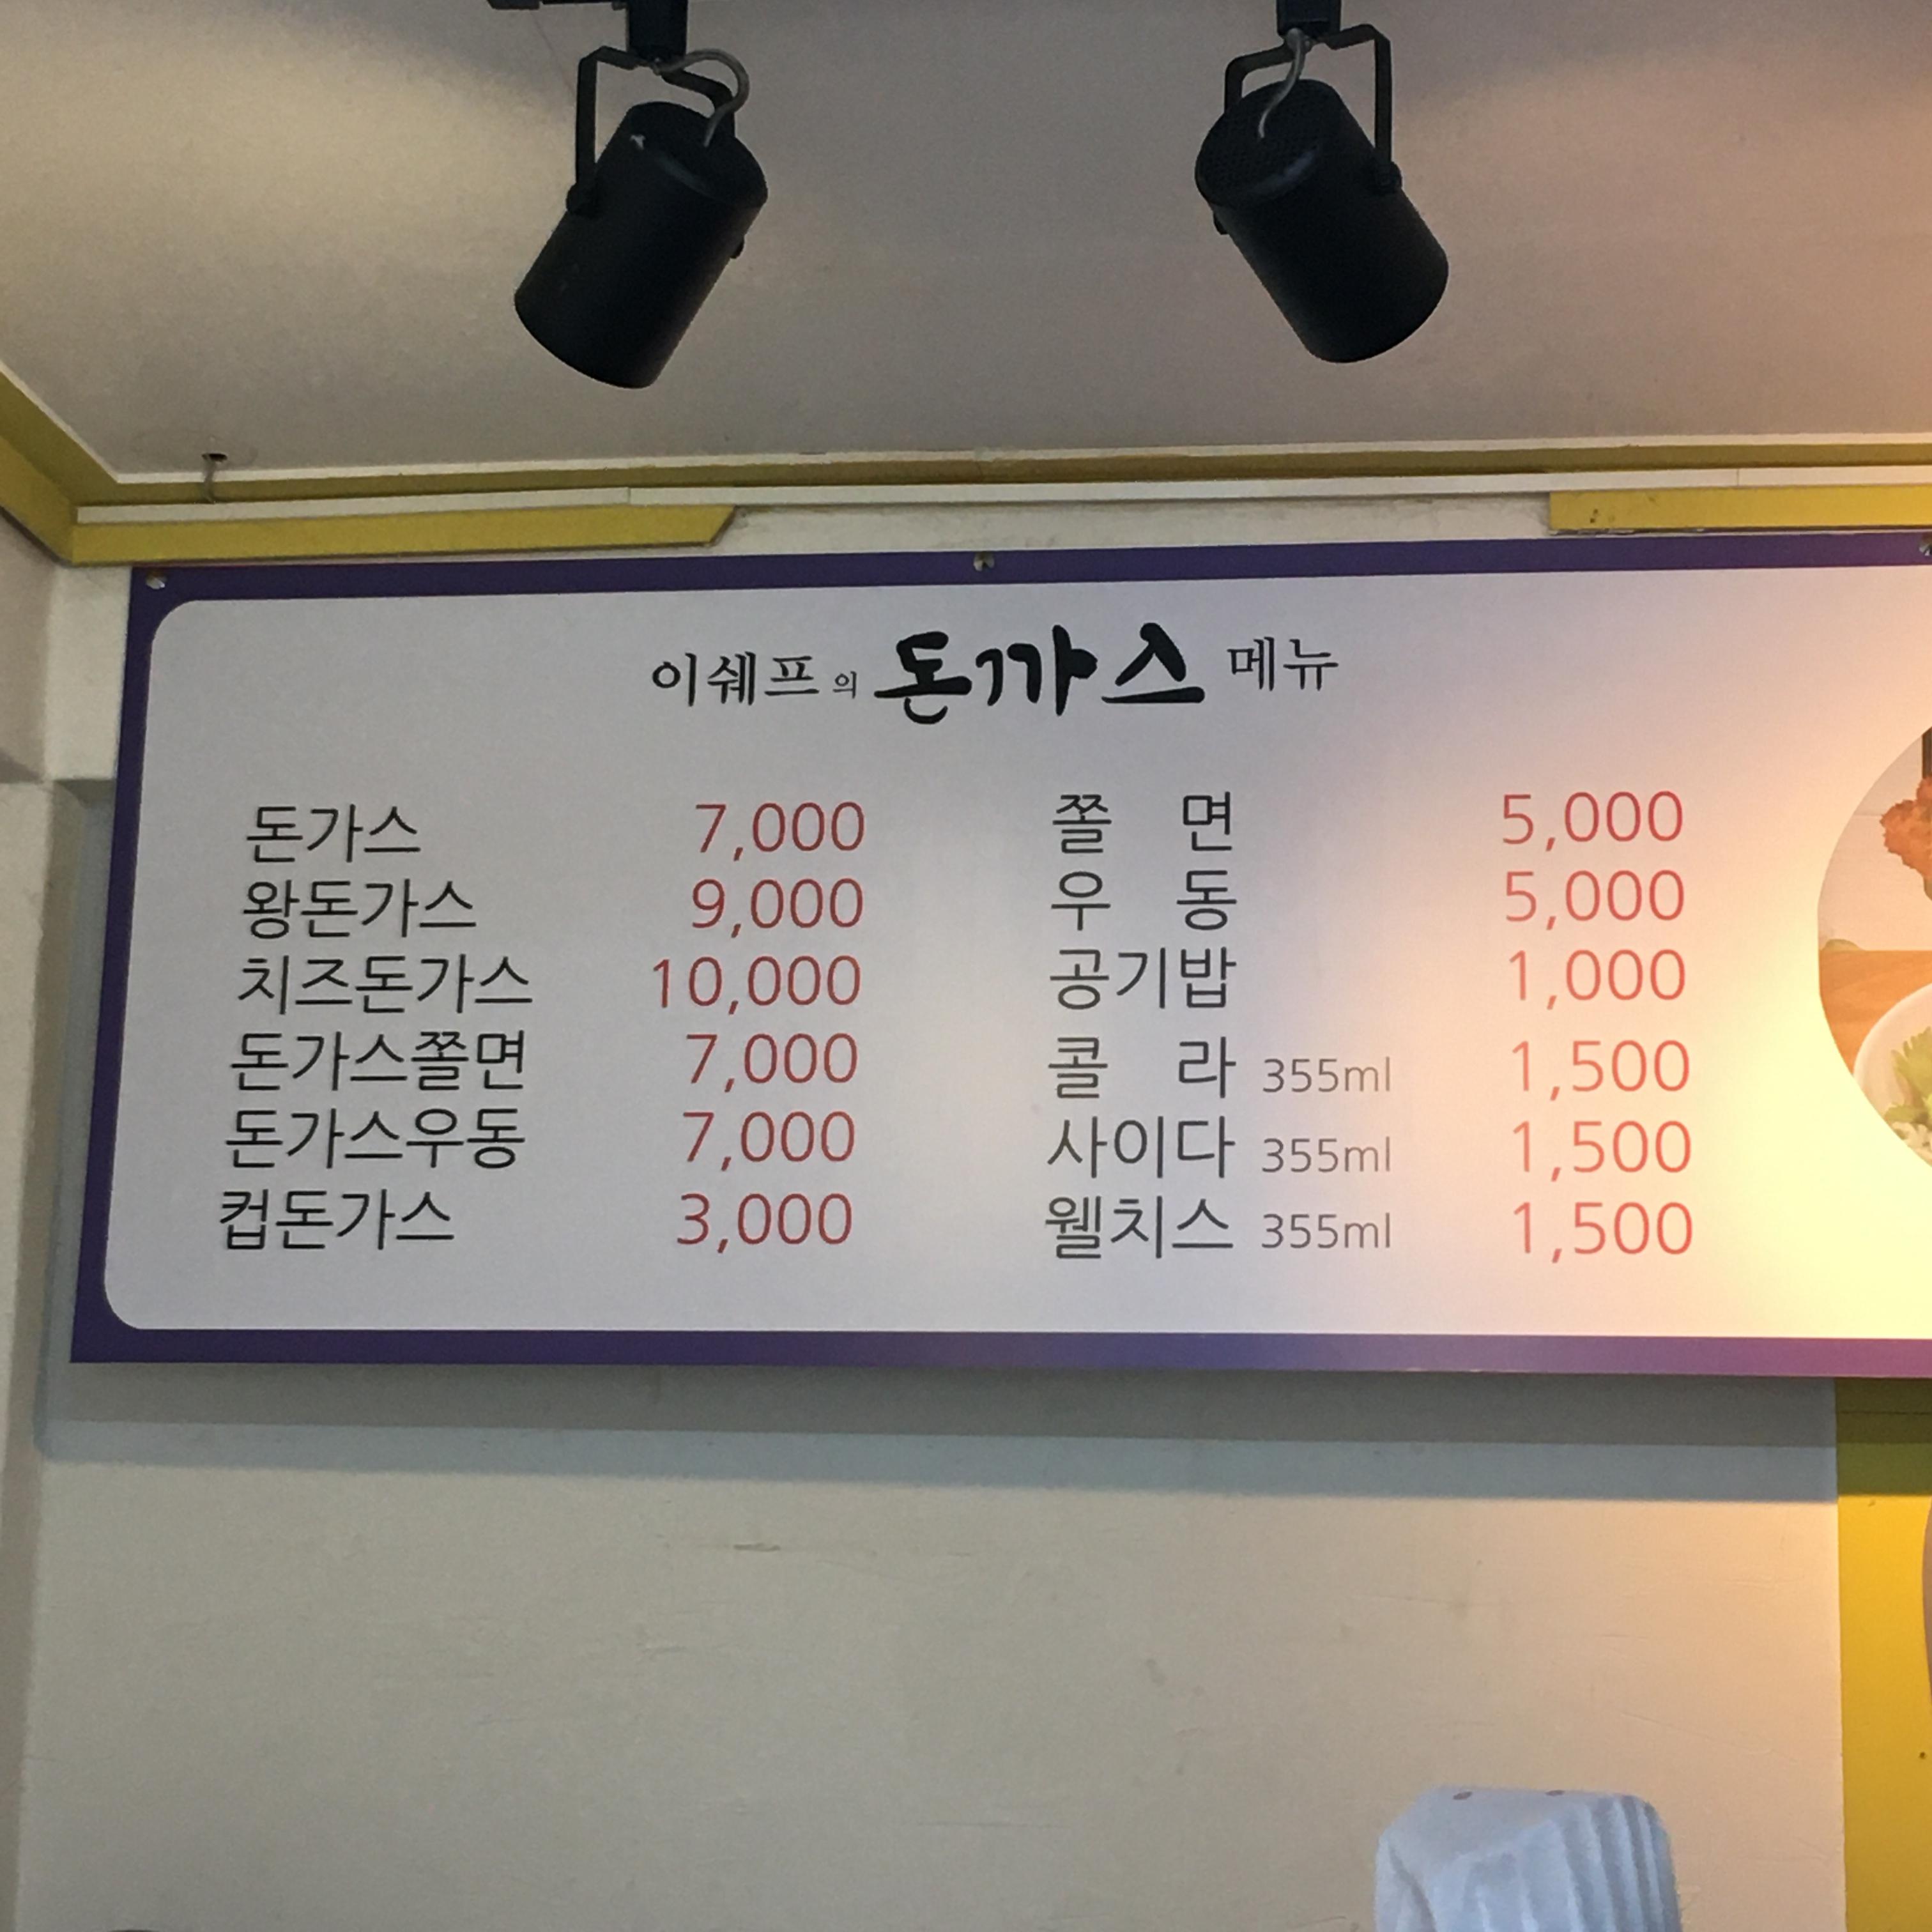 이쉐프의 돈까스 메뉴
돈가스 7,000
왕돈가스 9,000
치즈돈가스 10,000
돈가스쫄면 7,000
돈가스우동 7,000
컵돈가스 3,000
쫄 면 5,000
우 동 5,000
공기밥 1,000
콜 라 355ml 1,500
사이다 355ml 1,500
웰치스 355ml 1,500